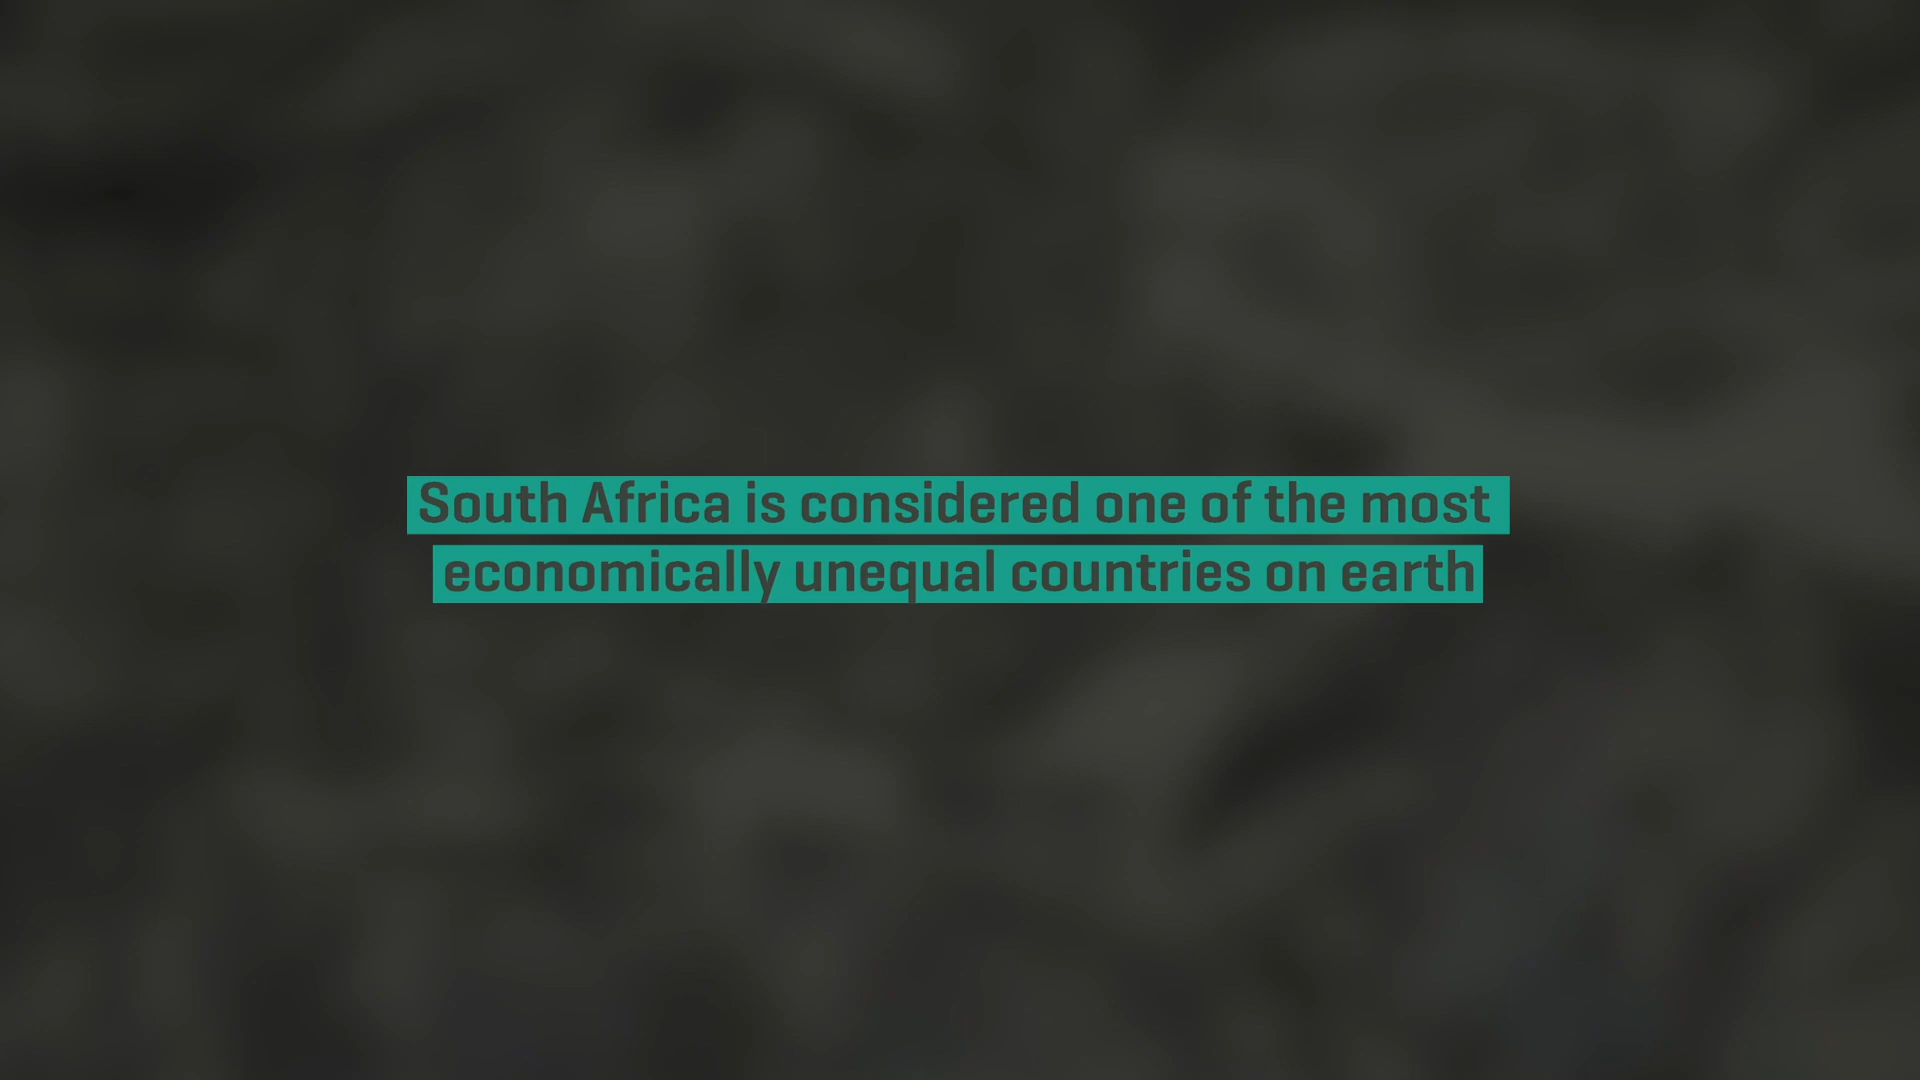 South Africa is considered one of the most
economically unequal countries on earth